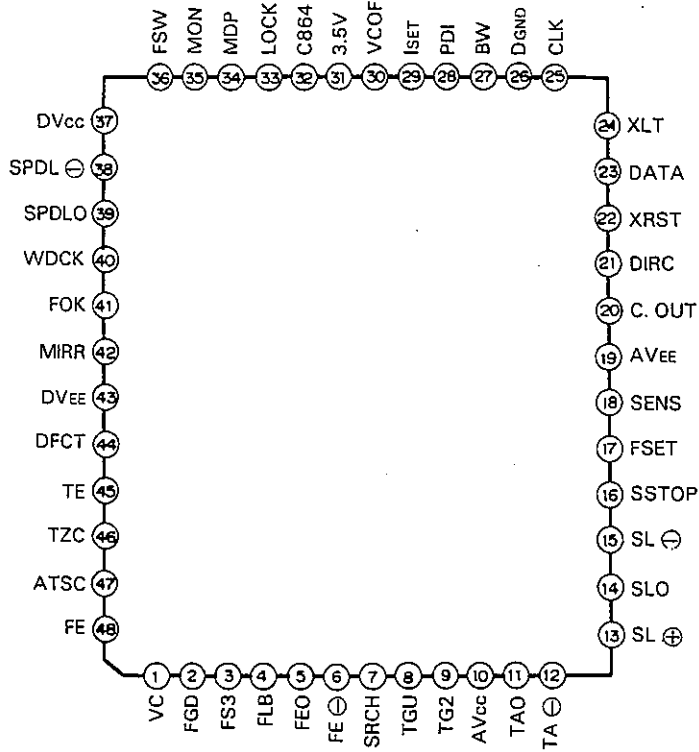 FSW MON MDP LOCK C864 3.5V VCOF ISET PDI BW DGND CLK
36 35 34 33 32 31 30 29 28 27 26 25
DVcc 37
SPDL ⊖ 38
SPDLO 39
WDCK 40
FOK 41
MIRR 42
DVEE 43
DFCT 44
TE 45
TZC 46
ATSC 47
FE 48
24 XLT
23 DATA
22 XRST
21 DIRC
20 C. OUT
19 AVEE
18 SENS
17 FSET
16 SSTOP
15 SL ⊖
14 SLO
13 SL ⊕
1 2 3 4 5 6 7 8 9 10 11 12
VC FGD FS3 FLB FEO FE ⊖ SRCH TGU TG2 AVcc TAO TA ⊖